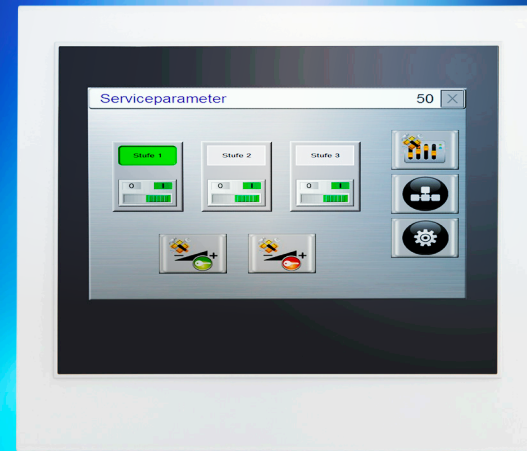 Serviceparameter 50 X
Stufe 1 Stufe 2 Stufe 3
0 I 0 I 0 I
- + - +